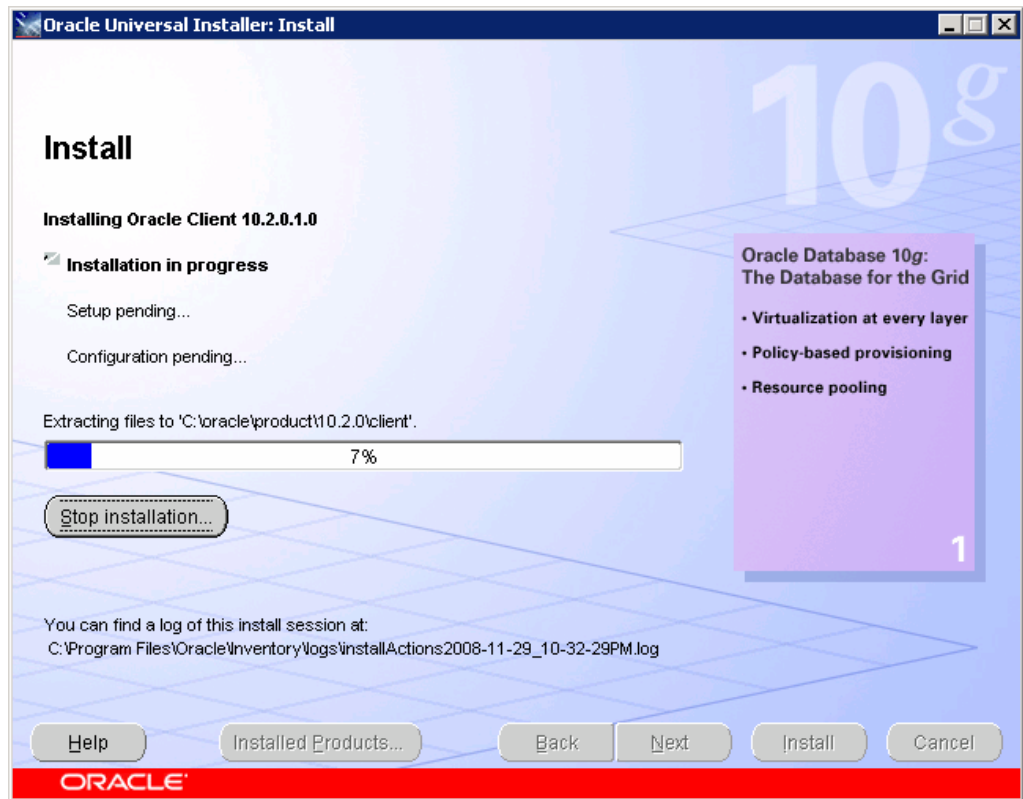 Oracle Universal Installer: Install
10g
Install
Installing Oracle Client 10.2.0.1.0
Installation in progress
Setup pending...
Configuration pending...
Extracting files to 'C:\oracle\product\10.2.0\client'.
7%
Stop installation...
Oracle Database 10g:
The Database for the Grid
• Virtualization at every layer
• Policy-based provisioning
• Resource pooling
1
You can find a log of this install session at:
C:\Program Files\Oracle\Inventory\logs\installActions2008-11-29_10-32-29PM.log
Help
Installed Products...
Back
Next
Install
Cancel
ORACLE